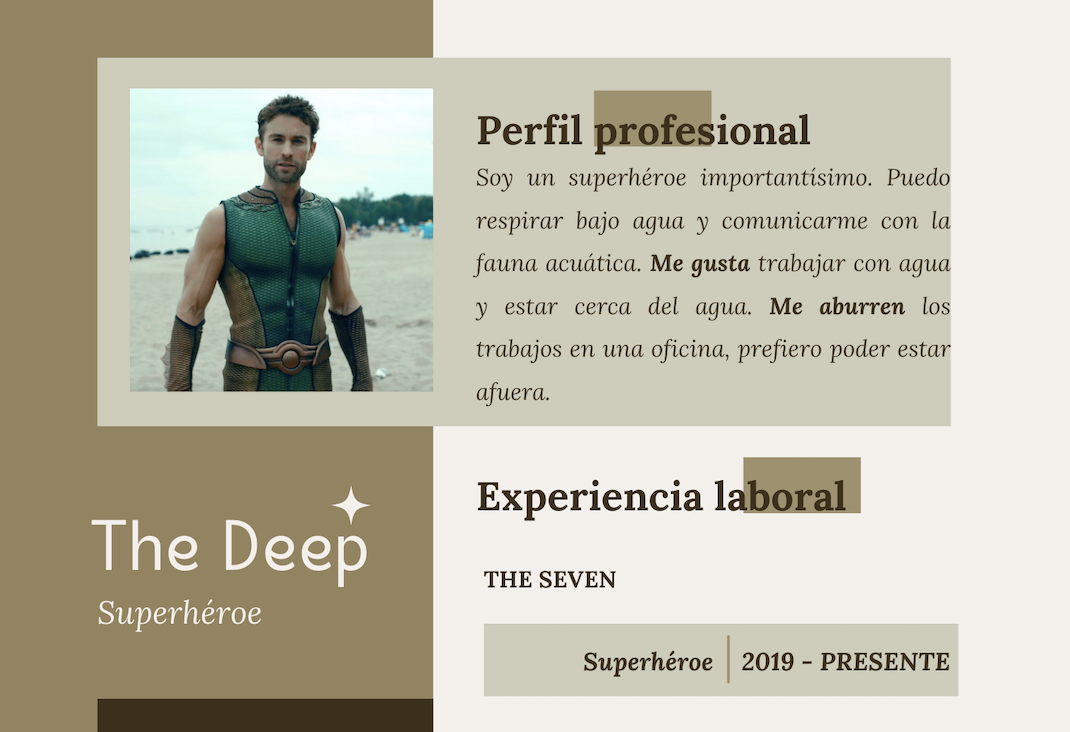 Perfil profesional
Soy un superhéroe importantísimo. Puedo
respirar bajo agua y comunicarme con la
fauna acuática. Me gusta trabajar con agua
y estar cerca del agua. Me aburren los
trabajos en una oficina, prefiero poder estar
afuera.
The Deep
Superhéroe
Experiencia laboral
THE SEVEN
Superhéroe 2019 - PRESENTE